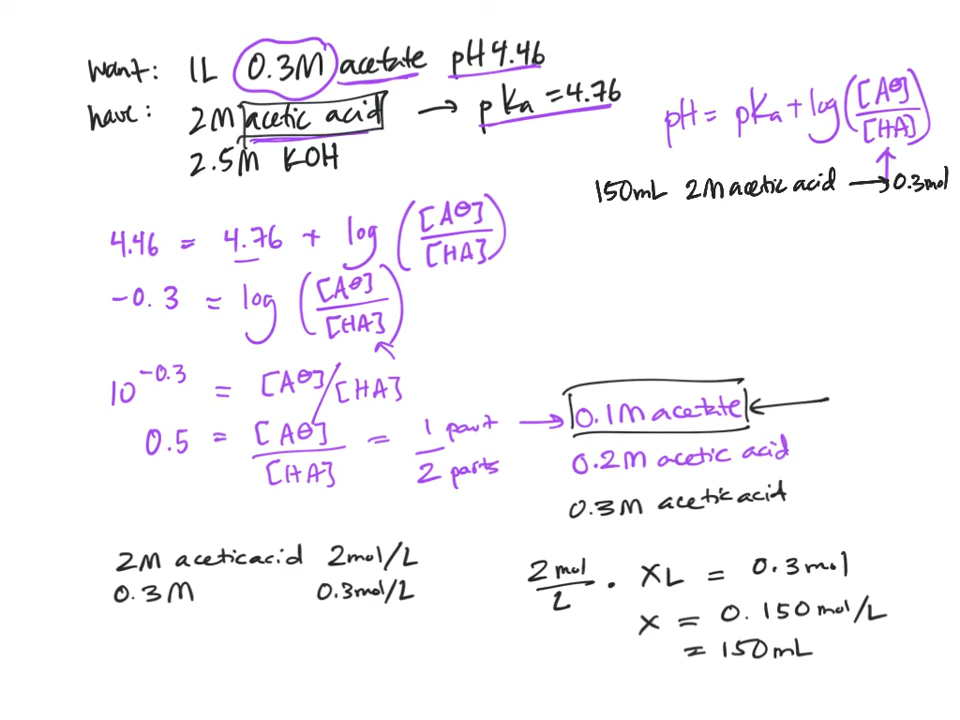 want: 1L 0.3M acetate pH 4.46
have: 2M acetic acid → pKa = 4.76
2.5M KOH
pH = pKa + log([A⊖]/[HA])
150mL 2M acetic acid → 0.3mol
4.46 = 4.76 + log([A⊖]/[HA])
-0.3 = log([A⊖]/[HA])
10^-0.3 = [A⊖]/[HA]
0.5 = [A⊖]/[HA] = 1 part/2 parts → 0.1M acetate ←
0.2M acetic acid
0.3M acetic acid
2M acetic acid 2mol/L
0.3M 0.3mol/L
2mol/L · XL = 0.3mol
X = 0.150mol/L
= 150mL